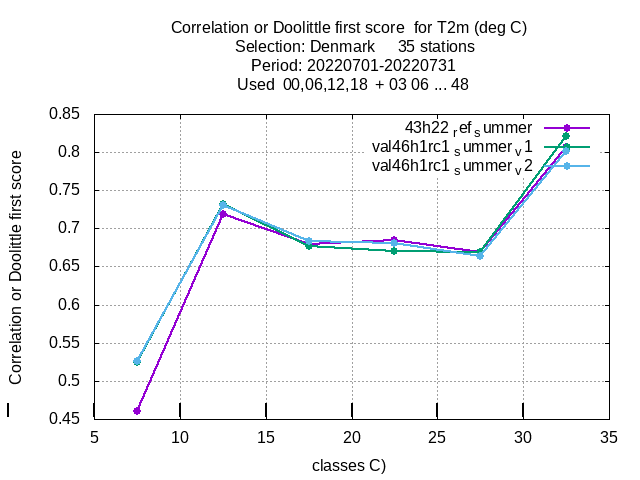 Correlation or Doolittle first score  for T2m (deg C)
Selection: Denmark     35 stations
Period: 20220701-20220731
Used  00,06,12,18  + 03 06 ... 48
43h22 ref summer
val46h1rc1 summer v1
val46h1rc1 summer v2
0.85
0.8
0.75
0.7
0.65
0.6
0.55
0.5
0.45
Correlation or Doolittle first score
5 10 15 20 25 30 35
classes C)